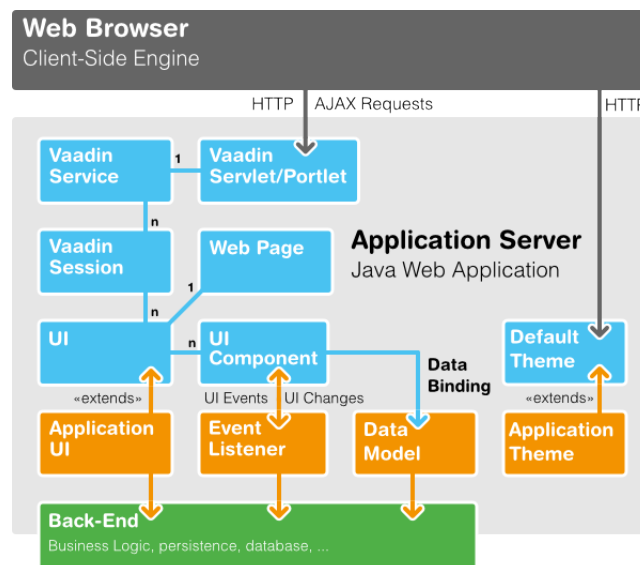 Web Browser
Client-Side Engine
HTTP
AJAX Requests
HTTP
Vaadin
Service
1
Vaadin
Servlet/Portlet
n
Vaadin
Session
Web Page
Application Server
Java Web Application
n
1
UI
n
UI
Component
Data
Binding
Default
Theme
«extends»
UI Events
UI Changes
«extends»
Application
UI
Event
Listener
Data
Model
Application
Theme
Back-End
Business Logic, persistence, database, ...